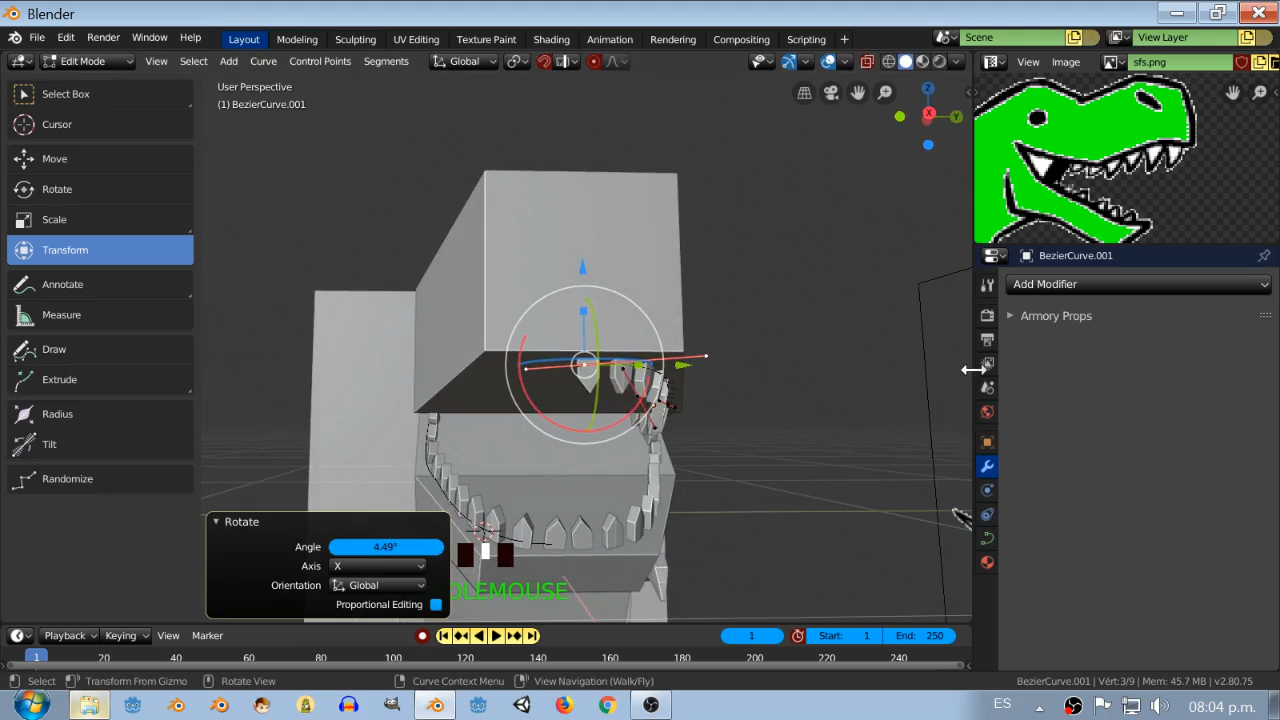 Blender
File Edit Render Window Help
Layout Modeling Sculpting UV Editing Texture Paint Shading Animation Rendering Compositing Scripting +
Scene
View Layer
Edit Mode View Select Add Curve Control Points Segments Global
View Image sfs.png
User Perspective
(1) BezierCurve.001
Select Box
Cursor
Move
Rotate
Scale
Transform
Annotate
Measure
Draw
Extrude
Radius
Tilt
Randomize
Z
X
Y
BezierCurve.001
Add Modifier
Armory Props
Rotate
Angle 4.49°
Axis X
Orientation Global
Proportional Editing
LEMOUSE
Playback Keying View Marker
1 Start: 1 End: 250
1 20 40 60 80 100 120 140 160 180 200 220 240
Select Transform From Gizmo Rotate View Curve Context Menu View Navigation (Walk/Fly) BezierCurve.001 | Vért:3/9 | Mem: 45.7 MB | v2.80.75
ES 08:04 p.m.